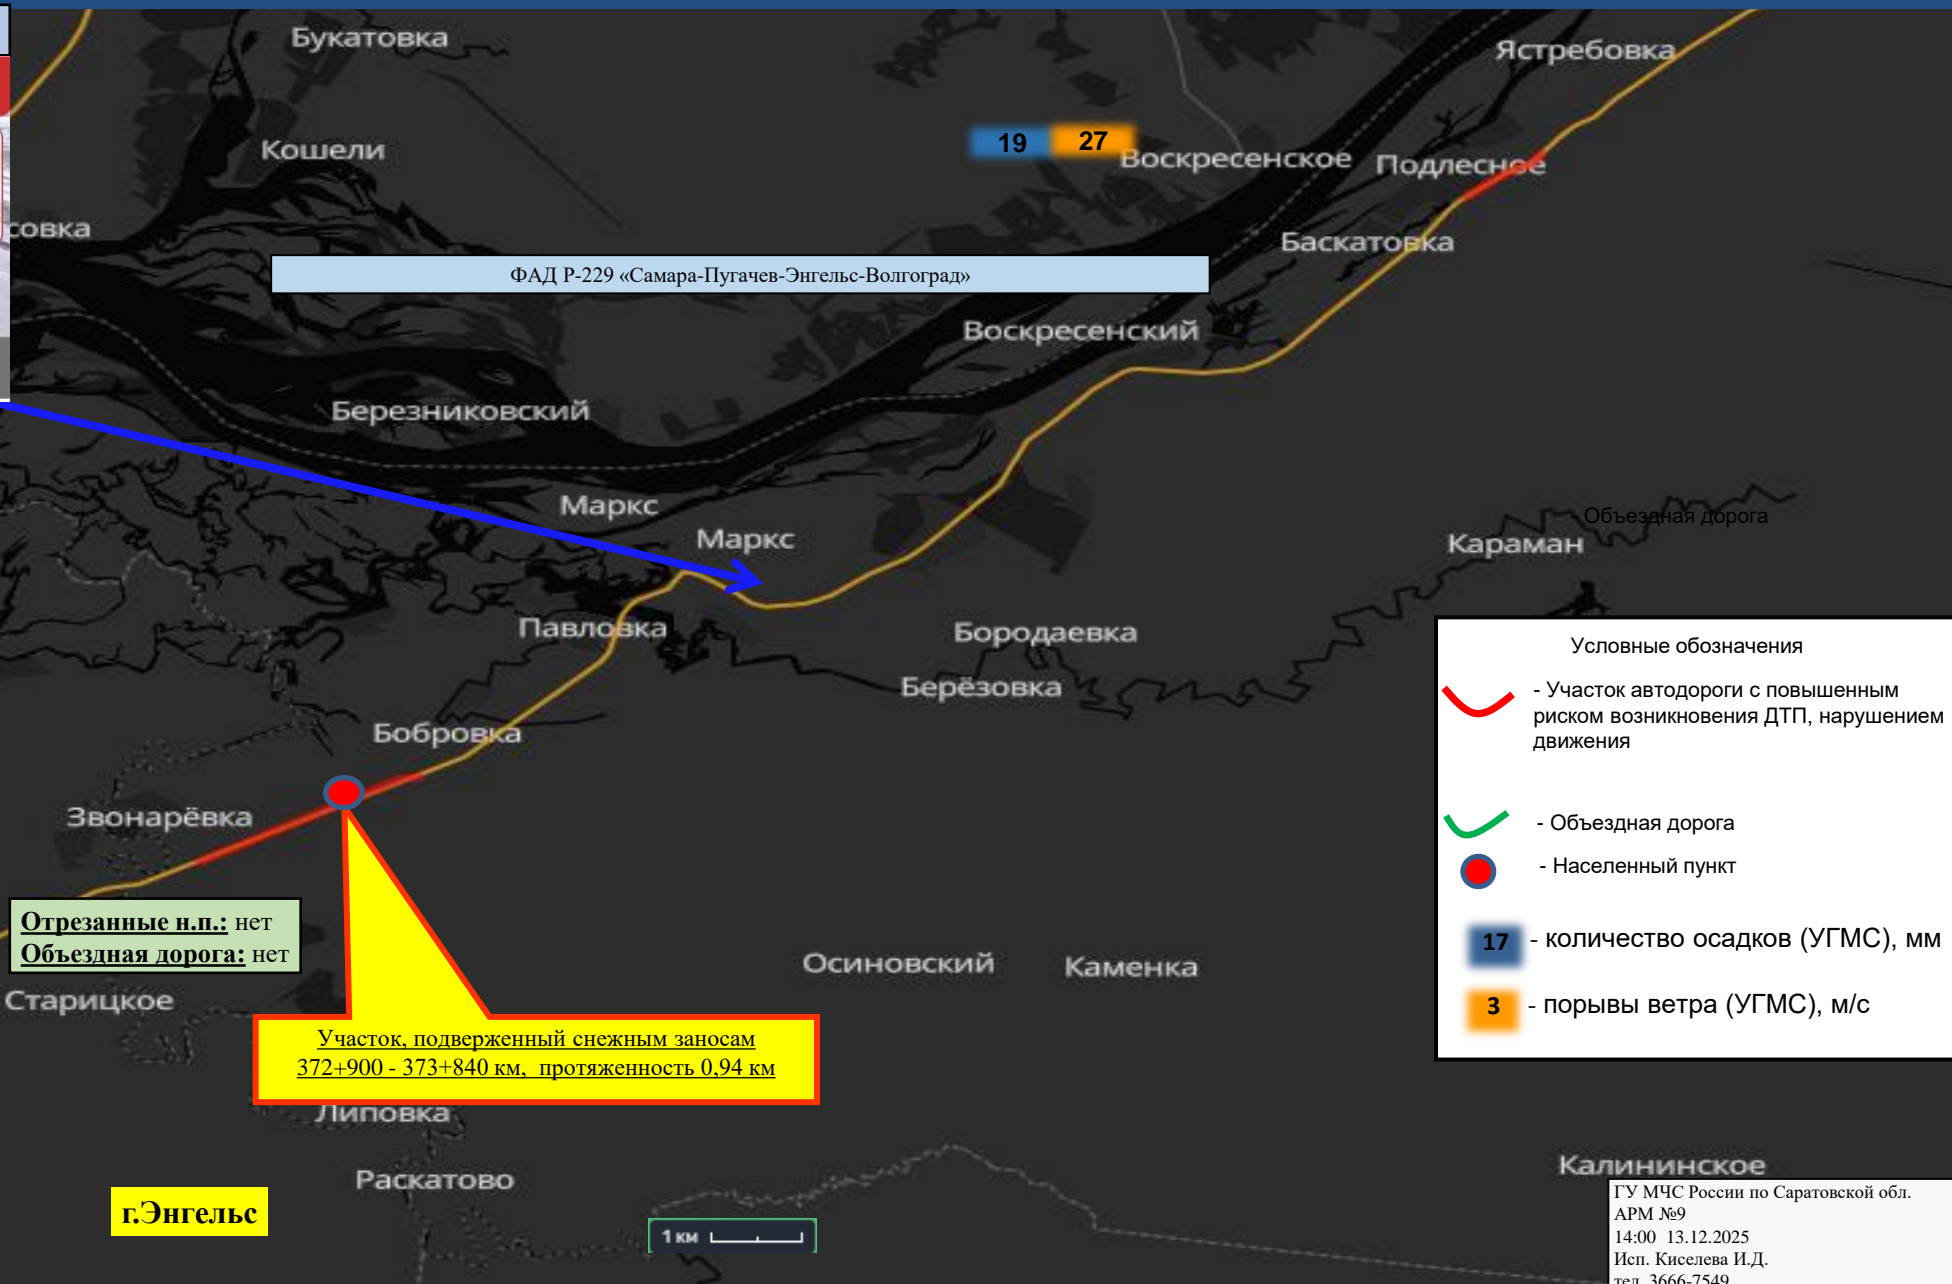 Букатовка
Ястребовка
Кошели
19 27
Воскресенское
Подлесное
совка
Баскатовка
ФАД Р-229 «Самара-Пугачев-Энгельс-Волгоград»
Воскресенский
Березниковский
Маркс
Маркс
Объездная дорога
Караман
Павловка
Бородаевка
Берёзовка
Бобровка
Звонарёвка
Условные обозначения
- Участок автодороги с повышенным
риском возникновения ДТП, нарушением
движения
- Объездная дорога
- Населенный пункт
17 - количество осадков (УГМС), мм
3 - порывы ветра (УГМС), м/с
Отрезанные н.п.: нет
Объездная дорога: нет
Осиновский
Каменка
Старицкое
Участок, подверженный снежным заносам
372+900 - 373+840 км, протяженность 0,94 км
Липовка
Раскатово
г.Энгельс
1 км
Калининское
ГУ МЧС России по Саратовской обл.
АРМ №9
14:00 13.12.2025
Исп. Киселева И.Д.
тел. 3666-7549